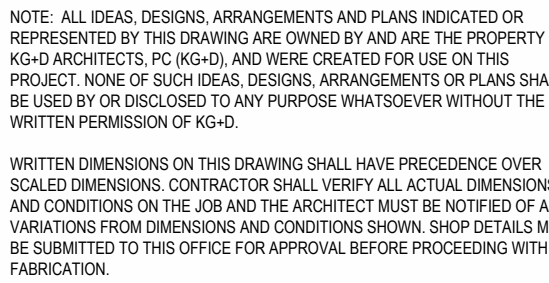 NOTE: ALL IDEAS, DESIGNS, ARRANGEMENTS AND PLANS INDICATED OR
REPRESENTED BY THIS DRAWING ARE OWNED BY AND ARE THE PROPERTY
KG+D ARCHITECTS, PC (KG+D), AND WERE CREATED FOR USE ON THIS
PROJECT. NONE OF SUCH IDEAS, DESIGNS, ARRANGEMENTS OR PLANS SHA
BE USED BY OR DISCLOSED TO ANY PURPOSE WHATSOEVER WITHOUT THE
WRITTEN PERMISSION OF KG+D.
WRITTEN DIMENSIONS ON THIS DRAWING SHALL HAVE PRECEDENCE OVER
SCALED DIMENSIONS. CONTRACTOR SHALL VERIFY ALL ACTUAL DIMENSIONS
AND CONDITIONS ON THE JOB AND THE ARCHITECT MUST BE NOTIFIED OF A
VARIATIONS FROM DIMENSIONS AND CONDITIONS SHOWN. SHOP DETAILS M
BE SUBMITTED TO THIS OFFICE FOR APPROVAL BEFORE PROCEEDING WITH
FABRICATION.